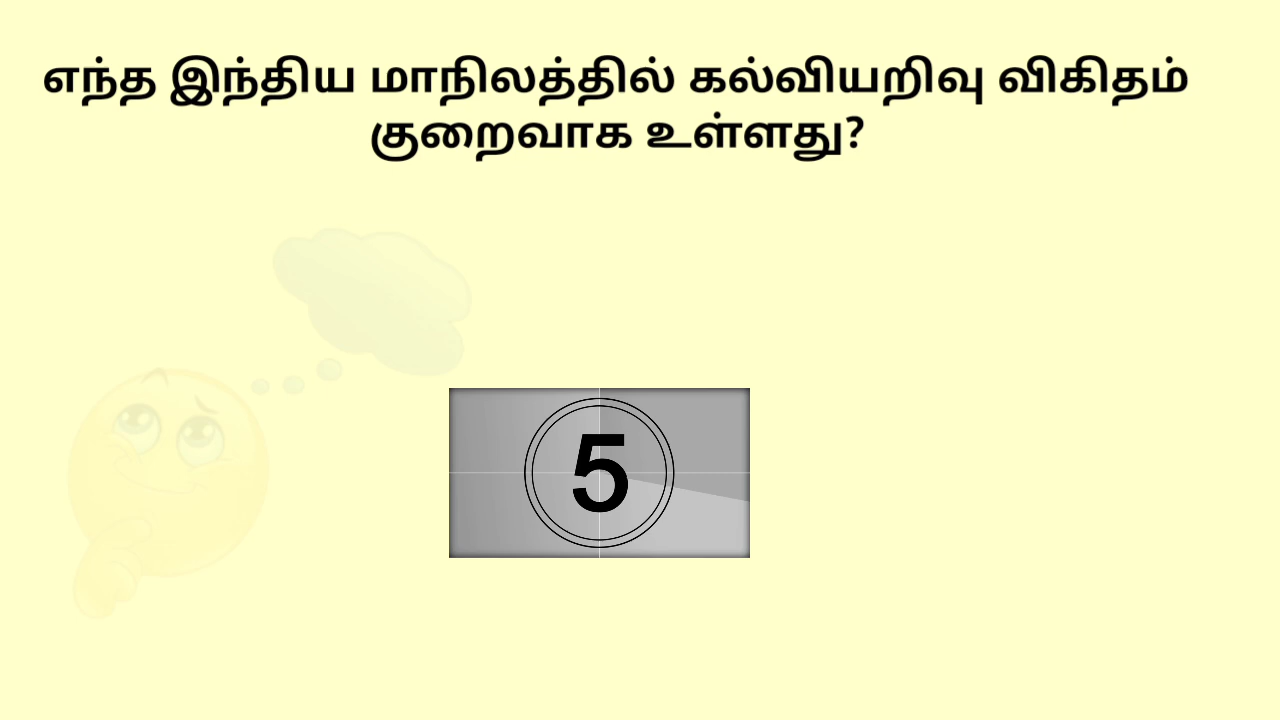 எந்த இந்திய மாநிலத்தில் கல்வியறிவு விகிதம்
குறைவாக உள்ளது?
5